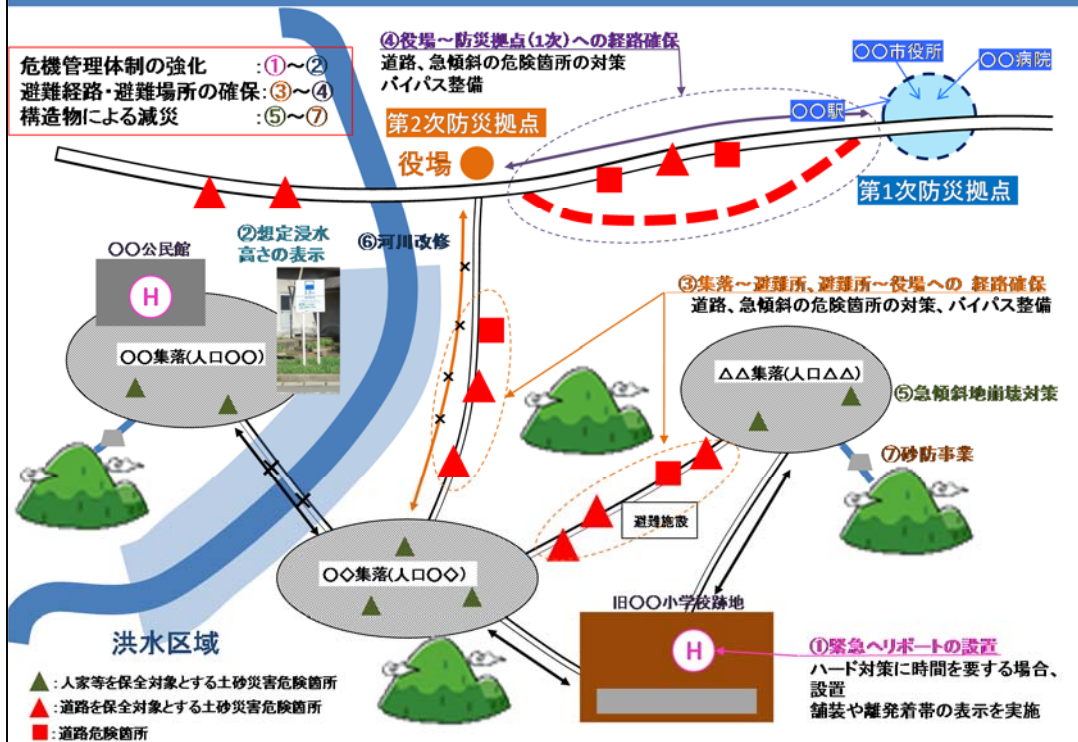 危機管理体制の強化　　：①～②
避難経路・避難場所の確保：③～④
構造物による減災　　：⑤～⑦
④役場～防災拠点(1次)への経路確保
道路、急傾斜の危険箇所の対策
バイパス整備
〇〇市役所
〇〇病院
〇〇駅
第2次防災拠点
役場
第1次防災拠点
〇〇公民館
H
②想定浸水
高さの表示
⑥河川改修
③集落～避難所、避難所～役場への 経路確保
道路、急傾斜の危険箇所の対策、バイパス整備
〇〇集落(人口〇〇)
△△集落(人口△△)
⑤急傾斜地崩壊対策
⑦砂防事業
避難施設
〇◇集落(人口〇◇)
旧〇〇小学校跡地
H
①緊急ヘリポートの設置
ハード対策に時間を要する場合、
設置
舗装や離発着帯の表示を実施
洪水区域
▲：人家等を保全対象とする土砂災害危険箇所
▲：道路を保全対象とする土砂災害危険箇所
■：道路危険箇所